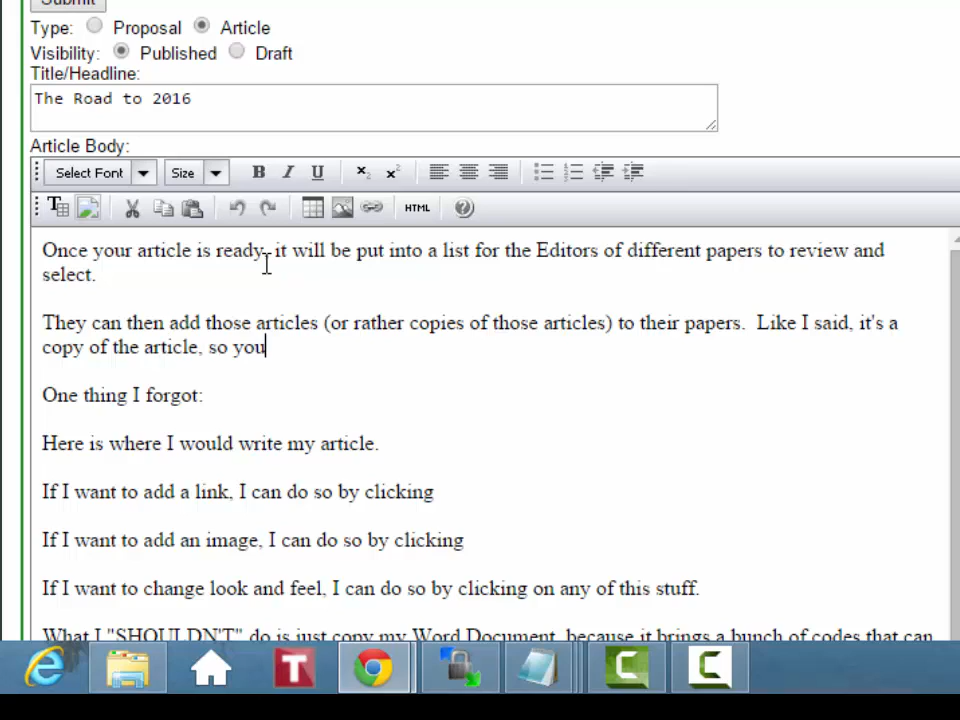 Submit
Type: Proposal Article
Visibility: Published Draft
Title/Headline:
The Road to 2016
Article Body:
Select Font Size B I U x2 x2
T HTML ?
Once your article is ready, it will be put into a list for the Editors of different papers to review and
select.
They can then add those articles (or rather copies of those articles) to their papers. Like I said, it's a
copy of the article, so you
One thing I forgot:
Here is where I would write my article.
If I want to add a link, I can do so by clicking
If I want to add an image, I can do so by clicking
If I want to change look and feel, I can do so by clicking on any of this stuff.
What I "SHOULDN'T" do is just copy my Word Document, because it brings a bunch of codes that can
T C C